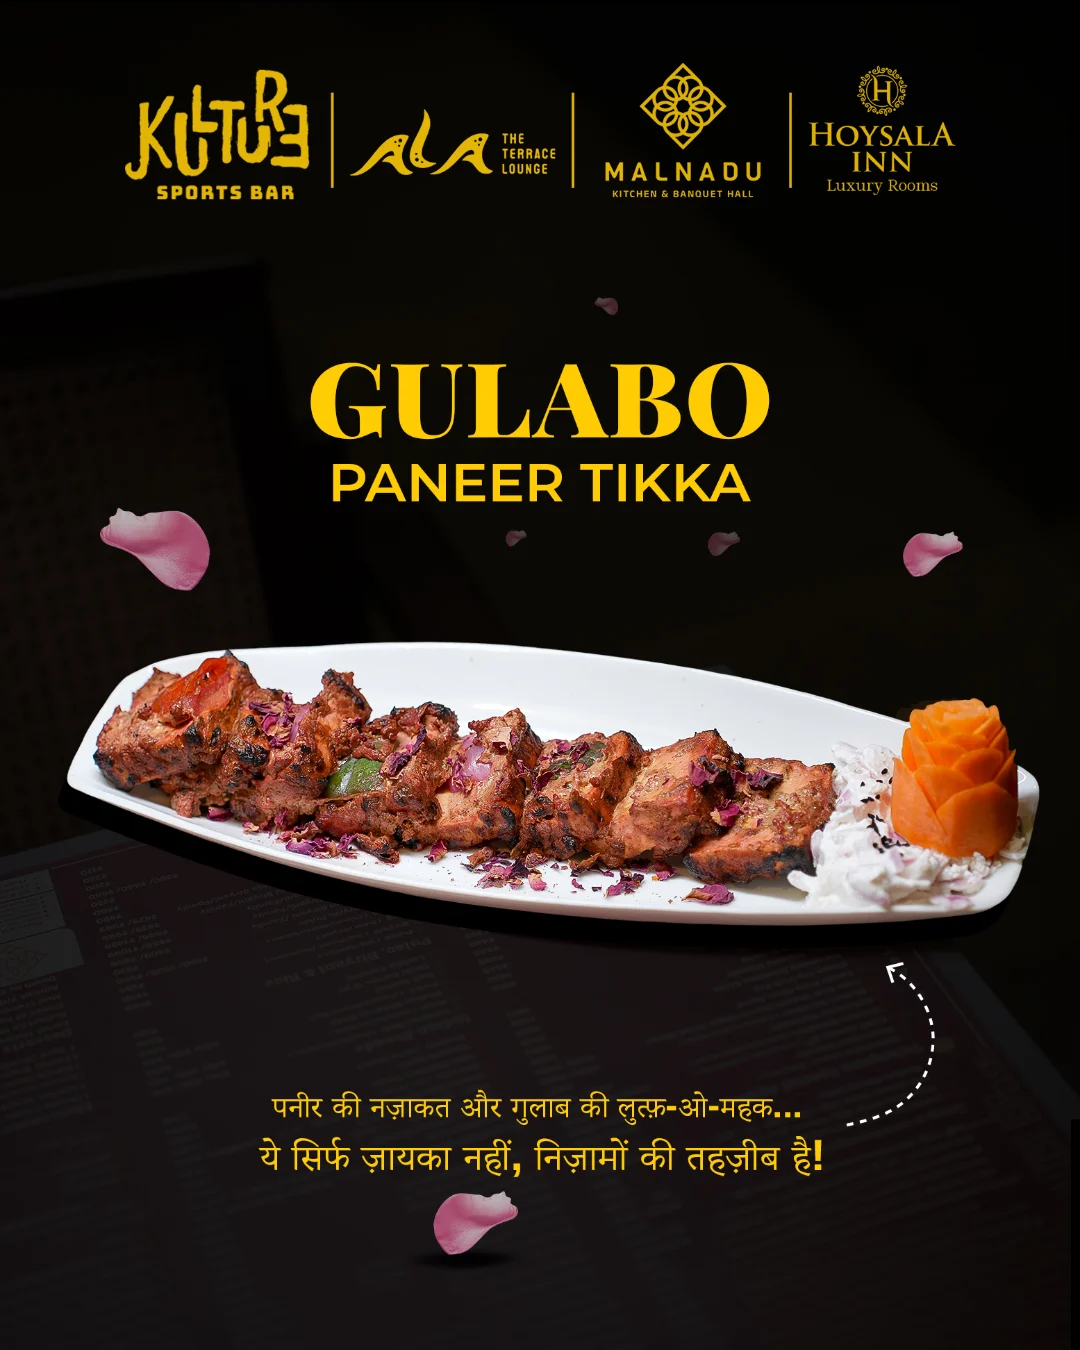 KULTURE
SPORTS BAR
ALA
THE
TERRACE
LOUNGE
MALNADU
KITCHEN & BANQUET HALL
H
HOYSALA
INN
Luxury Rooms
GULABO
PANEER TIKKA
पनीर की नज़ाकत और गुलाब की लुत्फ़-ओ-महक...
ये सिर्फ ज़ायका नहीं, निज़ामों की तहज़ीब है!